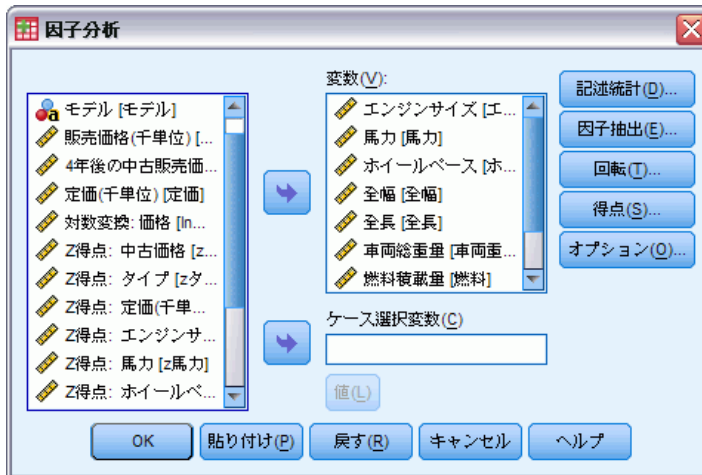 因子分析
モデル [モデル]
販売価格(千単位) [...
4年後の中古販売価...
定価(千単位) [定価]
対数変換: 価格 [ln...
Z得点: 中古価格 [z...
Z得点: タイプ [zタ...
Z得点: 定価(千単...
Z得点: エンジンサ...
Z得点: 馬力 [z馬力]
Z得点: ホイールペ...
変数(V):
エンジンサイズ [エ...
馬力 [馬力]
ホイールベース [ホ...
全幅 [全幅]
全長 [全長]
車両総重量 [車両重...
燃料積載量 [燃料]
ケース選択変数(C)
値(L)
記述統計(D)...
因子抽出(E)...
回転(T)...
得点(S)...
オプション(O)...
OK
貼り付け(P)
戻す(R)
キャンセル
ヘルプ